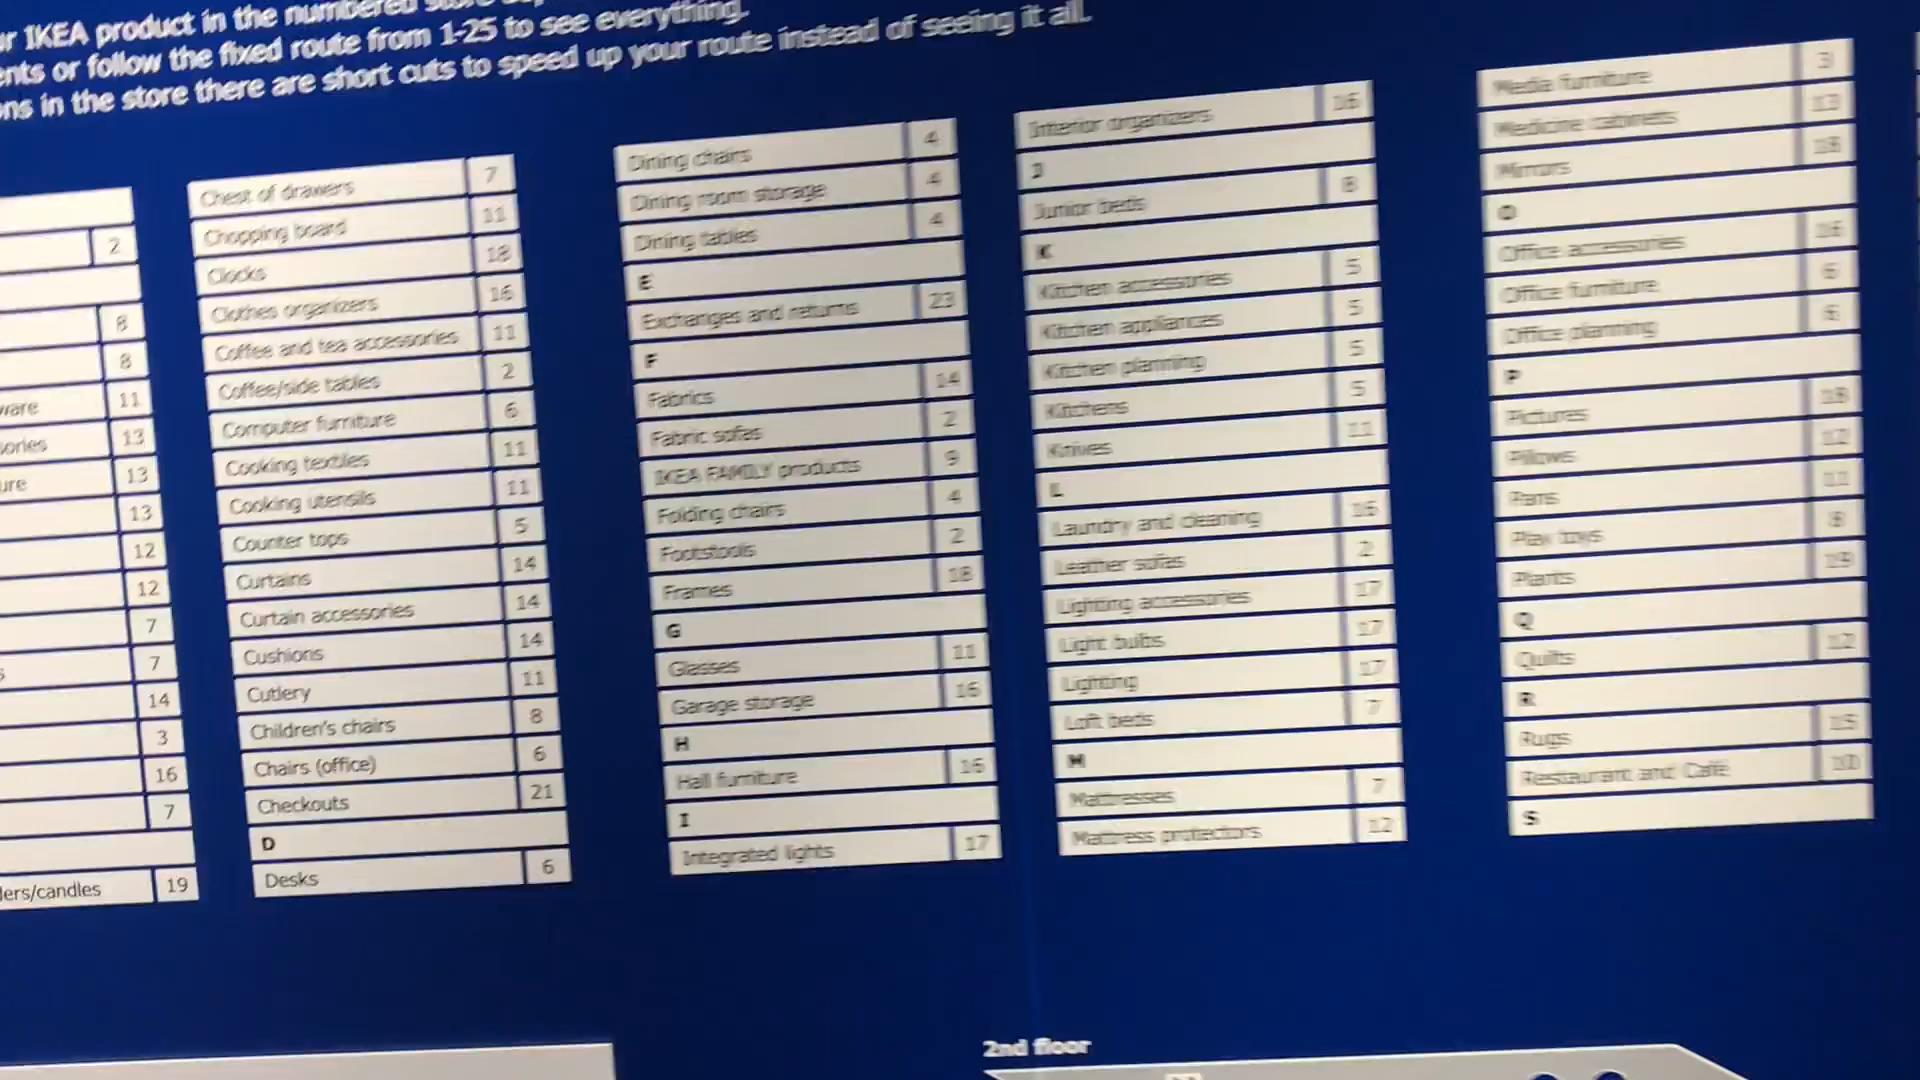 ur IKEA product in the numbered
ents or follow the fixed route from 1-25 to see everything.
ons in the store there are short cuts to speed up your route instead of seeing it all.
2
8
8
ware 11
sories 13
ure 13
13
12
12
7
s 7
14
3
16
7
lers/candles 19
Chest of drawers 7
Chopping board 11
Clocks 18
Clothes organizers 16
Coffee and tea accessories 11
Coffee/side tables 2
Computer furniture 6
Cooking textiles 11
Cooking utensils 11
Counter tops 5
Curtains 14
Curtain accessories 14
Cushions 14
Cutlery 11
Children's chairs 8
Chairs (office) 6
Checkouts 21
D
Desks 6
Dining chairs 4
Dining room storage 4
Dining tables 4
E
Exchanges and returns 23
F
Fabrics 14
Fabric sofas 2
IKEA FAMILY products 9
Folding chairs 4
Footstools 2
Frames 18
G
Glasses 11
Garage storage 16
H
Hall furniture 16
I
Integrated lights 17
Interior organizers 16
J
Junior beds 8
K
Kitchen accessories 5
Kitchen appliances 5
Kitchen planning 5
Kitchens 5
Knives 11
L
Laundry and cleaning 16
Leather sofas 2
Lighting accessories 17
Light bulbs 17
Lighting 17
Loft beds 7
M
Mattresses 7
Mattress protectors 12
Media furniture 3
Medicine cabinets 13
Mirrors 18
O
Office accessories 16
Office furniture 6
Office planning 6
P
Pictures 18
Pillows 12
Pans 11
Play toys 8
Plants 19
Q
Quilts 12
R
Rugs 15
Restaurant and Café 10
S
2nd floor